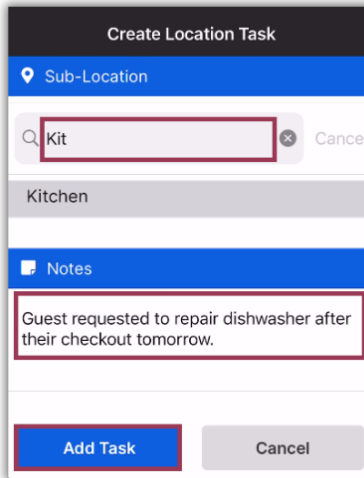 Create Location Task
Sub-Location
Kit
Cance
Kitchen
Notes
Guest requested to repair dishwasher after
their checkout tomorrow.
Add Task
Cancel